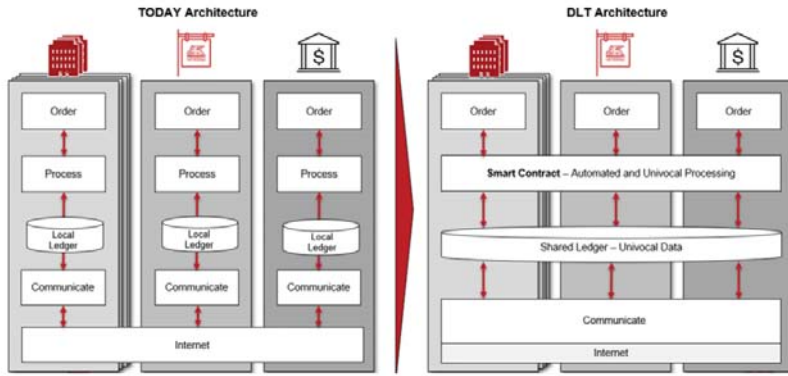 TODAY Architecture
DLT Architecture
$
$
Order
Order
Order
Order
Order
Order
Process
Process
Process
Smart Contract – Automated and Univocal Processing
Local
Ledger
Local
Ledger
Local
Ledger
Shared Ledger – Univocal Data
Communicate
Communicate
Communicate
Communicate
Internet
Internet